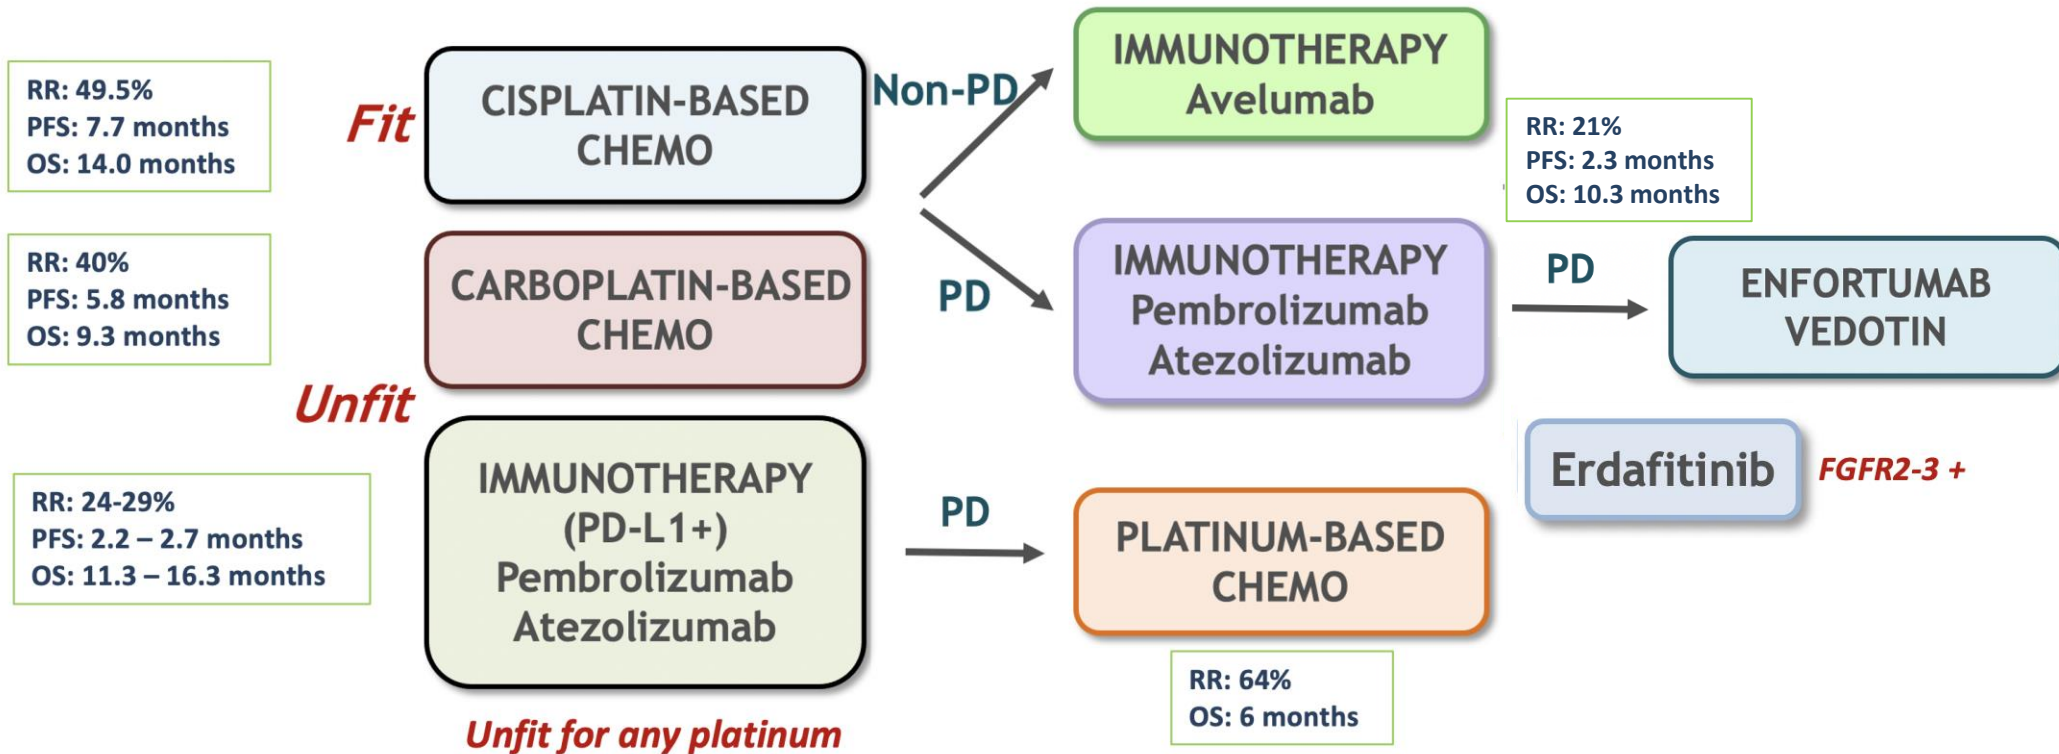 RR: 49.5%
PFS: 7.7 months
OS: 14.0 months
Fit
CISPLATIN-BASED
CHEMO
Non-PD
IMMUNOTHERAPY
Avelumab
RR: 21%
PFS: 2.3 months
OS: 10.3 months
RR: 40%
PFS: 5.8 months
OS: 9.3 months
CARBOPLATIN-BASED
CHEMO
PD
IMMUNOTHERAPY
Pembrolizumab
Atezolizumab
PD
ENFORTUMAB
VEDOTIN
Unfit
Erdafitinib
FGFR2-3 +
RR: 24-29%
PFS: 2.2 – 2.7 months
OS: 11.3 – 16.3 months
IMMUNOTHERAPY
(PD-L1+)
Pembrolizumab
Atezolizumab
PD
PLATINUM-BASED
CHEMO
RR: 64%
OS: 6 months
Unfit for any platinum